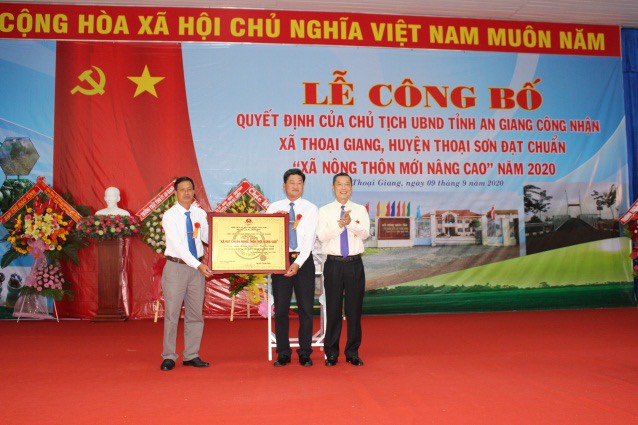 CỘNG HÒA XÃ HỘI CHỦ NGHĨA VIỆT NAM MUÔN NĂM
LỄ CÔNG BỐ
QUYẾT ĐỊNH CỦA CHỦ TỊCH UBND TỈNH AN GIANG CÔNG NHÂN
XÃ THOẠI GIANG, HUYỆN THOẠI SƠN ĐẠT CHUẨN
“XÃ NÔNG THÔN MỚI NÂNG CAO” NĂM 2020
Thoại Giang, ngày 09 tháng 9 năm 2020